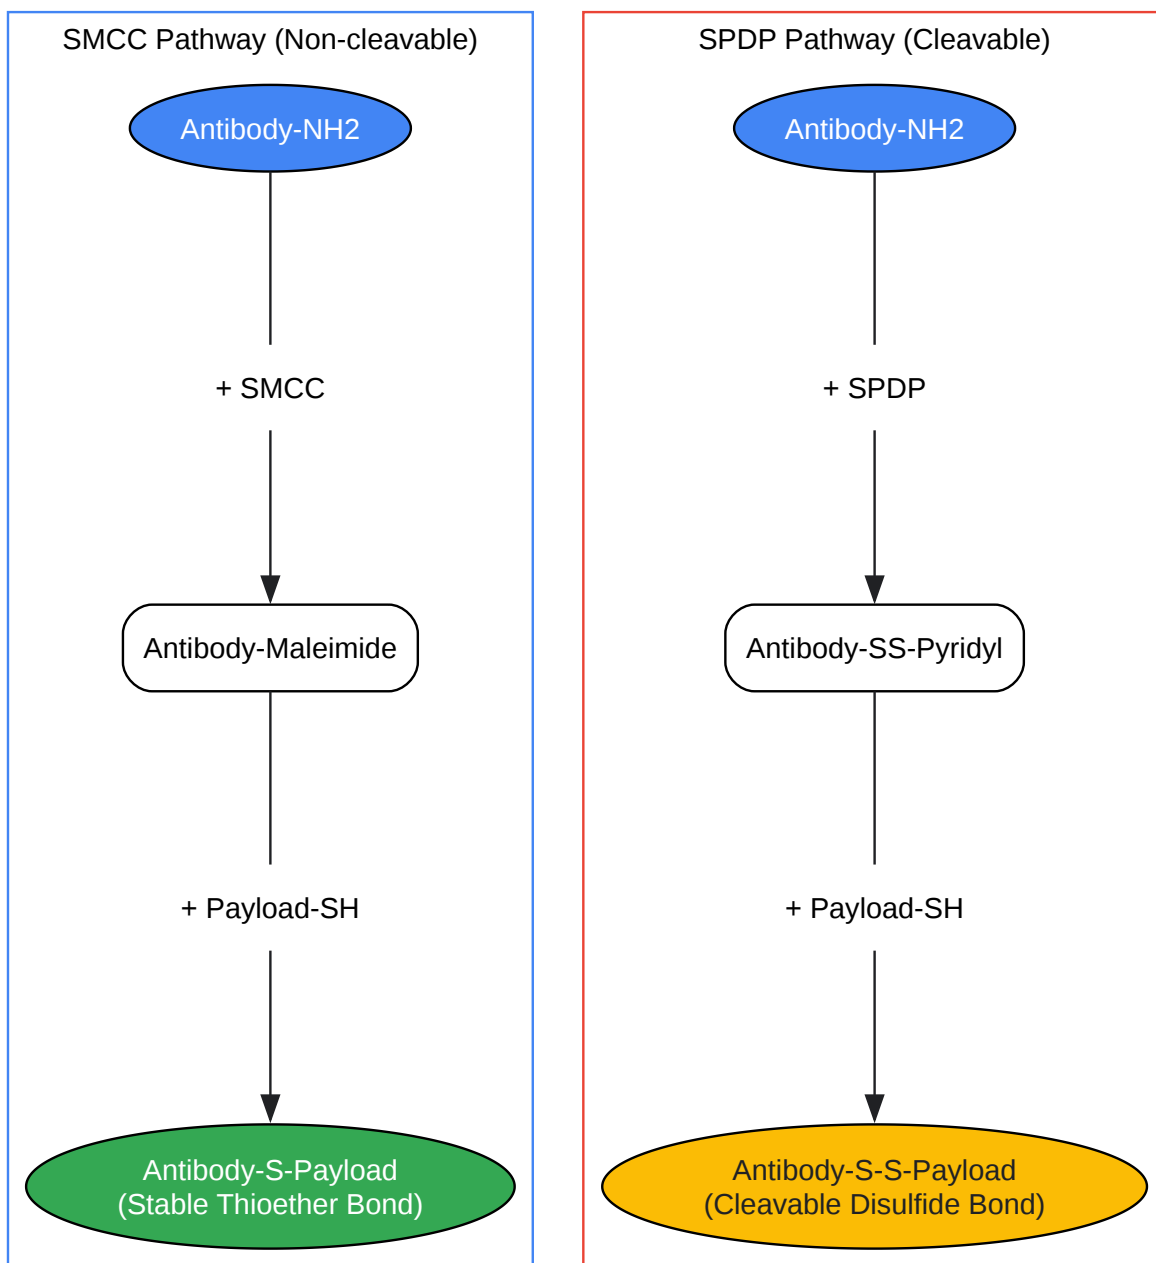 SMCC Pathway (Non-cleavable)
Antibody-NH2
+ SMCC
Antibody-Maleimide
+ Payload-SH
Antibody-S-Payload
(Stable Thioether Bond)
SPDP Pathway (Cleavable)
Antibody-NH2
+ SPDP
Antibody-SS-Pyridyl
+ Payload-SH
Antibody-S-S-Payload
(Cleavable Disulfide Bond)